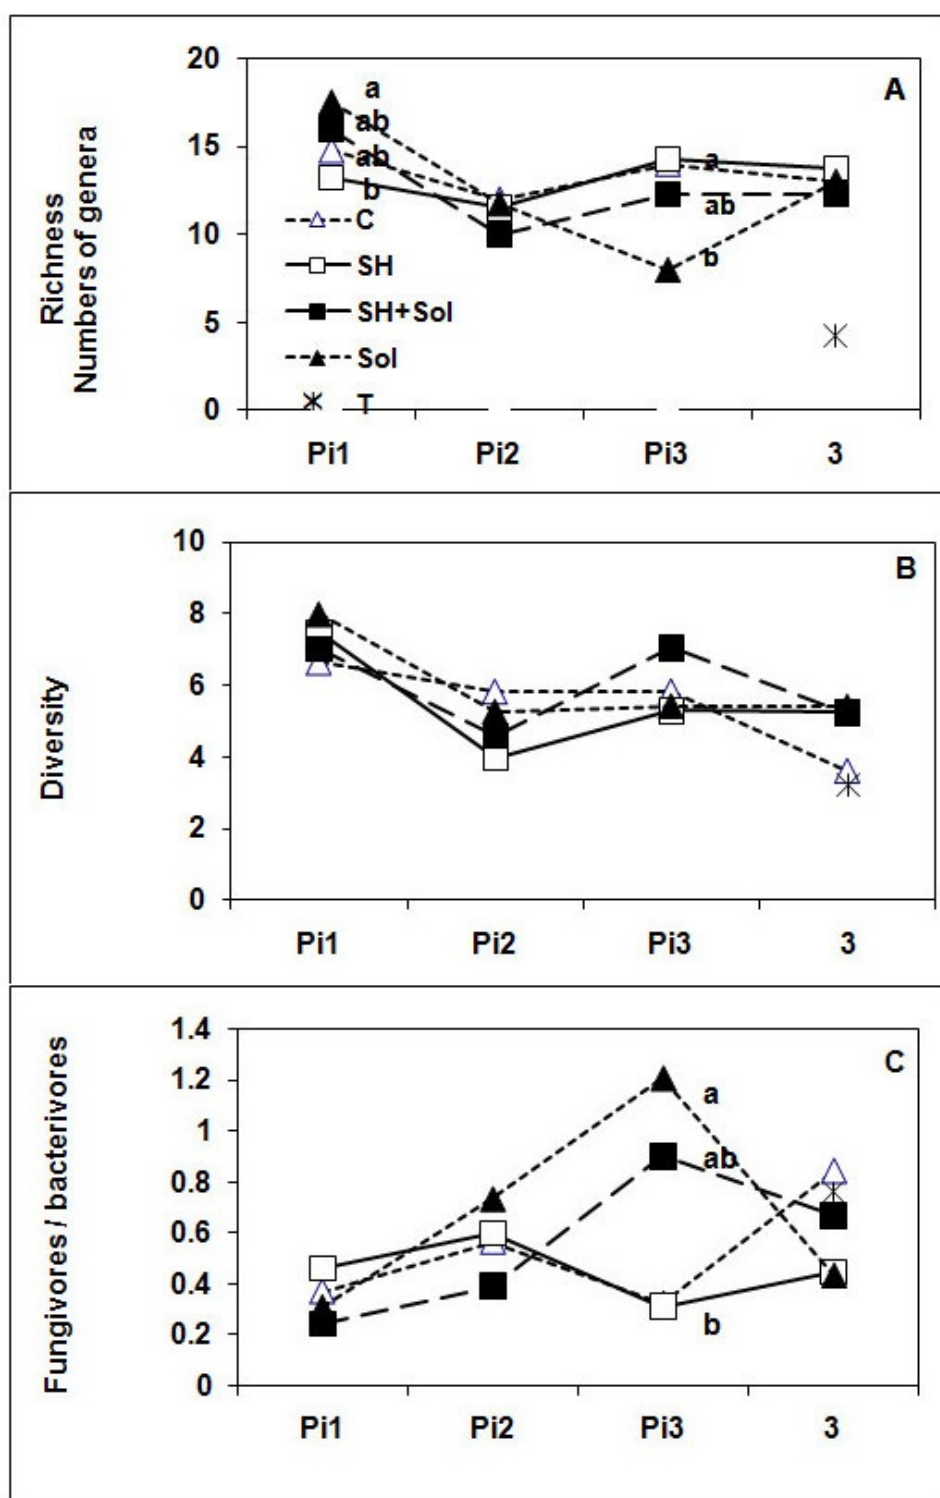 20
A
a
15
ab
ab
a
b
ab
C
10
SH
b
SH+Sol
5
Sol
T
0
Richness
Numbers of genera
Pi1 Pi2 Pi3 3
10
B
8
6
4
2
0
Diversity
Pi1 Pi2 Pi3 3
1.4
C
1.2
a
1
ab
0.8
0.6
0.4
b
0.2
0
Fungivores / bacterivores
Pi1 Pi2 Pi3 3